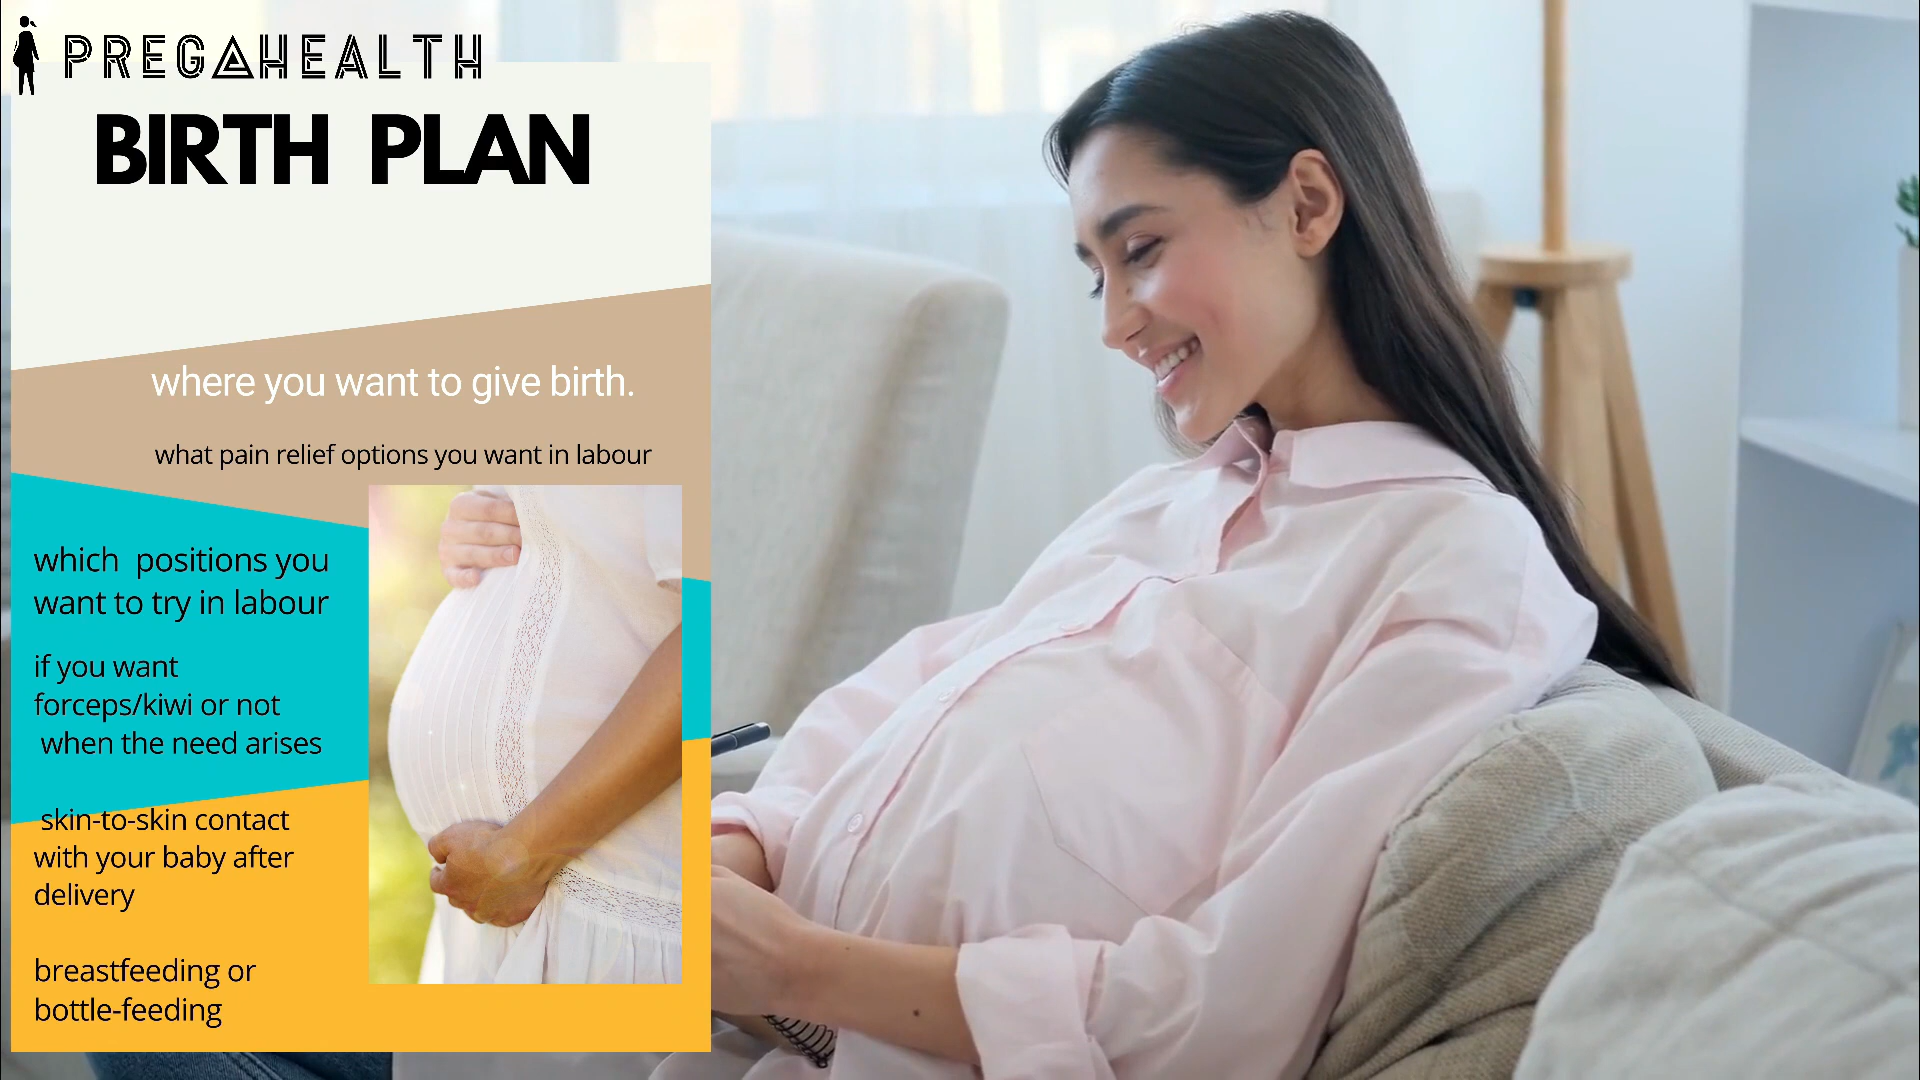 PREGAHEALTH
BIRTH PLAN
where you want to give birth.
what pain relief options you want in labour
which positions you
want to try in labour
if you want
forceps/kiwi or not
when the need arises
skin-to-skin contact
with your baby after
delivery
breastfeeding or
bottle-feeding